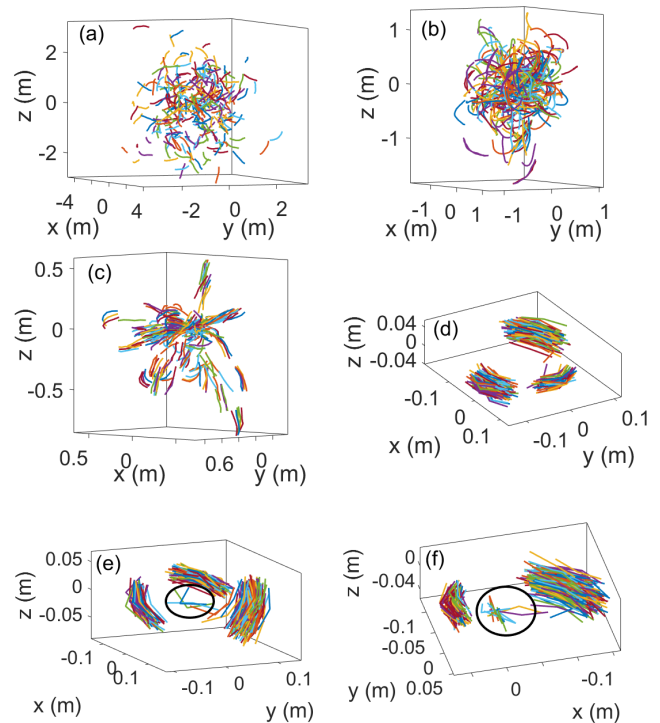 (a)
2
0
-2
z (m)
-4 0 4 -2 0 2
x (m) y (m)
(b)
1
0
-1
z (m)
-1 0 1 -1 0 1
x (m) y (m)
(c)
0.5
0
-0.5
z (m)
0.5 0 0.6 0
x (m) y (m)
(d)
0.04
0
-0.04
z (m)
-0.1 0 0.1 -0.1 0 0.1
x (m) y (m)
(e)
0.05
0
-0.05
z (m)
-0.1 0 0.1 -0.1 0 0.1
x (m) y (m)
(f)
0
-0.04
z (m)
-0.1 0 0.05 0 -0.1
y (m) x (m)